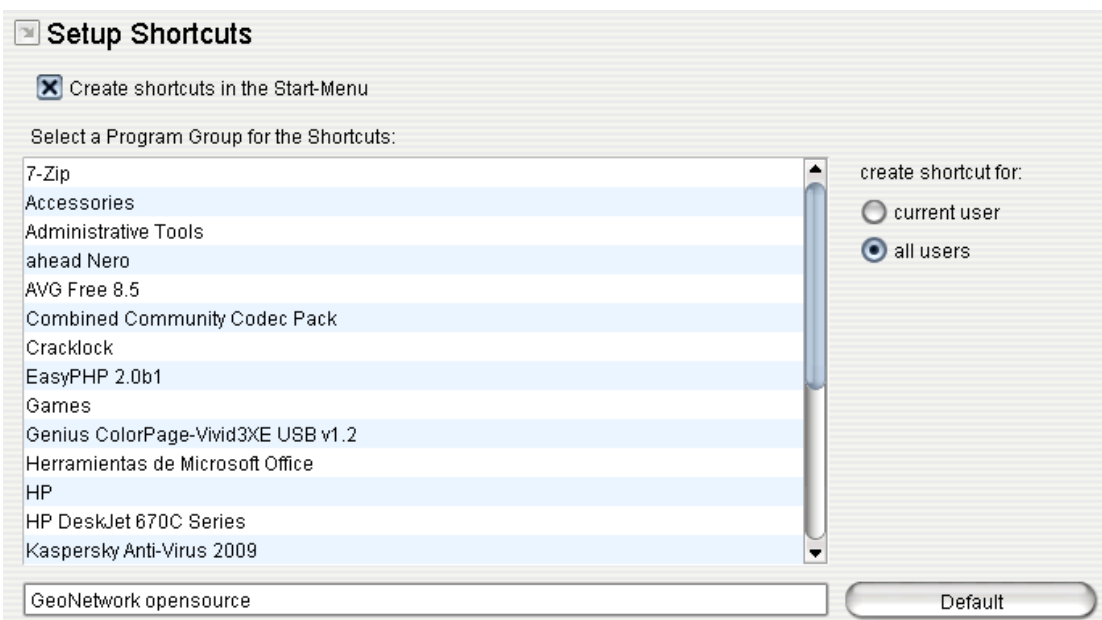 Setup Shortcuts
Create shortcuts in the Start-Menu
Select a Program Group for the Shortcuts:
7-Zip
Accessories
Administrative Tools
ahead Nero
AVG Free 8.5
Combined Community Codec Pack
Cracklock
EasyPHP 2.0b1
Games
Genius ColorPage-Vivid3XE USB v1.2
Herramientas de Microsoft Office
HP
HP DeskJet 670C Series
Kaspersky Anti-Virus 2009
create shortcut for:
current user
all users
GeoNetwork opensource
Default